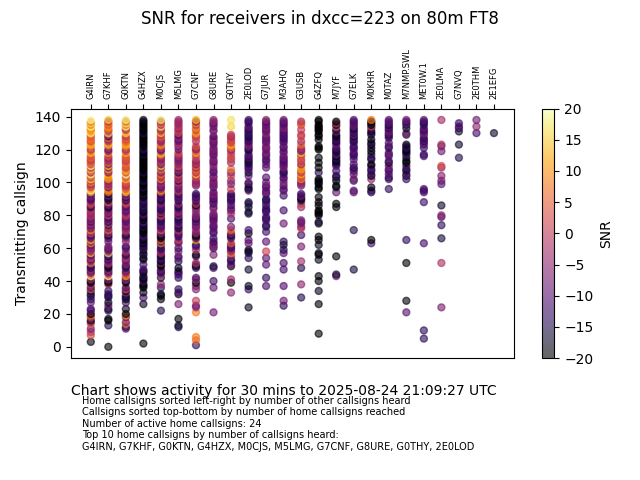 SNR for receivers in dxcc=223 on 80m FT8
G4IRN G7KHF G0KTN G4HZX M0CJS M5LMG G7CNF G8URE G0THY 2E0LOD G7JUR M3AHQ G3USB G4ZFQ M7JYF G7ELK M0KHR M0TAZ M7NMP.SWL MET0W.1 2E0LMA G7NVQ 2E0THM 2E1EFG
140
120
100
80
60
40
20
0
Transmitting callsign
20
15
10
5
0
−5
−10
−15
−20
SNR
Chart shows activity for 30 mins to 2025-08-24 21:09:27 UTC
Home callsigns sorted left-right by number of other callsigns heard
Callsigns sorted top-bottom by number of home callsigns reached
Number of active home callsigns: 24
Top 10 home callsigns by number of callsigns heard:
G4IRN, G7KHF, G0KTN, G4HZX, M0CJS, M5LMG, G7CNF, G8URE, G0THY, 2E0LOD